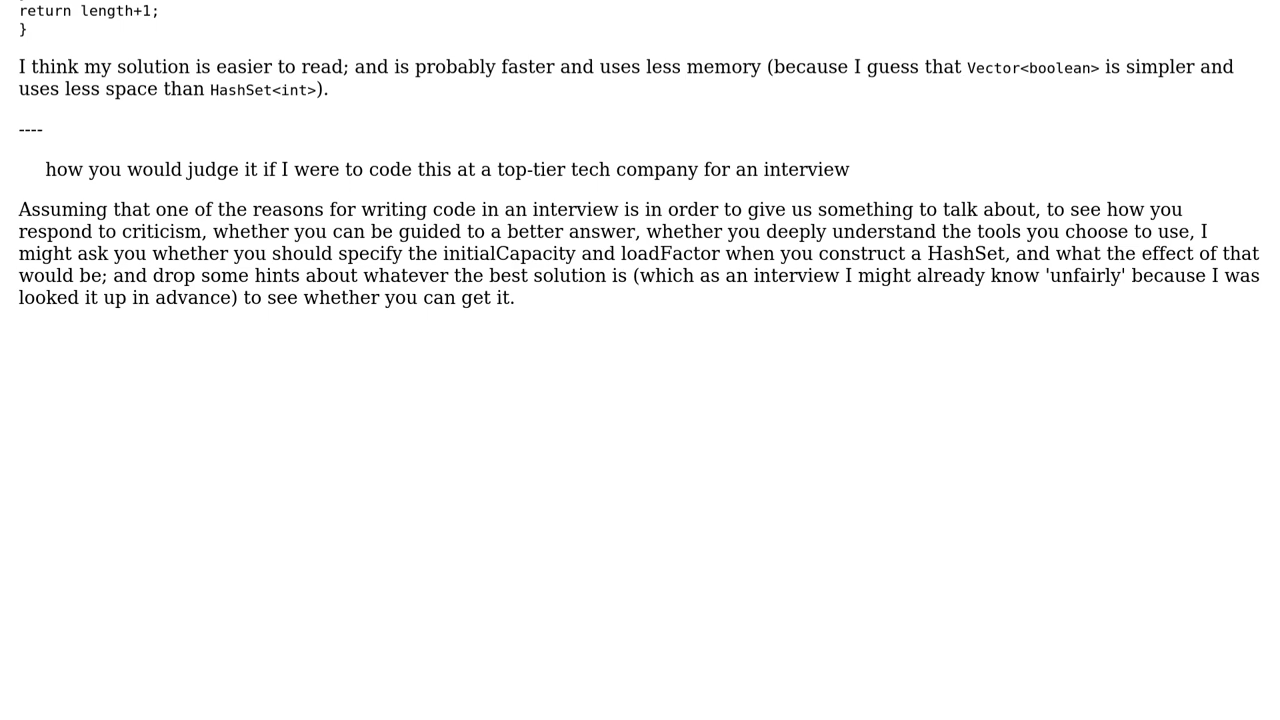 return length+1;
}
I think my solution is easier to read; and is probably faster and uses less memory (because I guess that Vector<boolean> is simpler and
uses less space than HashSet<int>).
----
how you would judge it if I were to code this at a top-tier tech company for an interview
Assuming that one of the reasons for writing code in an interview is in order to give us something to talk about, to see how you
respond to criticism, whether you can be guided to a better answer, whether you deeply understand the tools you choose to use, I
might ask you whether you should specify the initialCapacity and loadFactor when you construct a HashSet, and what the effect of that
would be; and drop some hints about whatever the best solution is (which as an interview I might already know 'unfairly' because I was
looked it up in advance) to see whether you can get it.